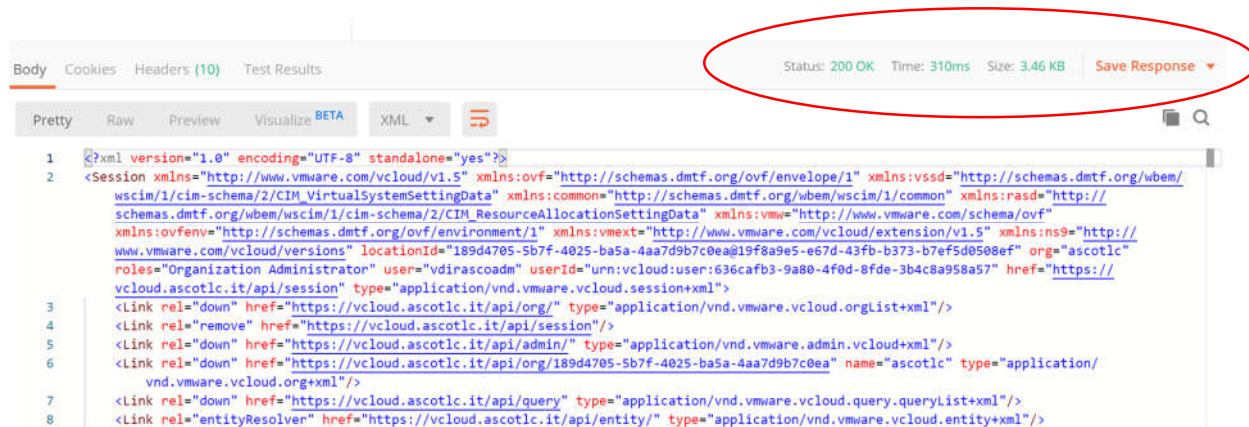 Body Cookies Headers (10) Test Results Status: 200 OK Time: 310ms Size: 3.46 KB Save Response
Pretty Raw Preview Visualize BETA XML
1 <?xml version="1.0" encoding="UTF-8" standalone="yes"?>
2 <Session xmlns="http://www.vmware.com/vcloud/v1.5" xmlns:ovf="http://schemas.dmtf.org/ovf/envelope/1" xmlns:vssd="http://schemas.dmtf.org/wbem/
wscim/1/cim-schema/2/CIM_VirtualSystemSettingData" xmlns:common="http://schemas.dmtf.org/wbem/wscim/1/common" xmlns:rasd="http://
schemas.dmtf.org/wbem/wscim/1/cim-schema/2/CIM_ResourceAllocationSettingData" xmlns:vmw="http://www.vmware.com/schema/ovf"
xmlns:ovfenv="http://schemas.dmtf.org/ovf/environment/1" xmlns:vmext="http://www.vmware.com/vcloud/extension/v1.5" xmlns:ns9="http://
www.vmware.com/vcloud/versions" locationId="189d4705-5b7f-4025-ba5a-4aa7d9b7c0ea@19f8a9e5-e67d-43fb-b373-b7ef5d0508ef" org="ascotlc"
roles="Organization Administrator" user="vdirascoadm" userId="urn:vcloud:user:636cafb3-9a80-4f0d-8fde-3b4c8a958a57" href="https://
vcloud.ascotlc.it/api/session" type="application/vnd.vmware.vcloud.session+xml">
3 <Link rel="down" href="https://vcloud.ascotlc.it/api/org/" type="application/vnd.vmware.vcloud.orgList+xml"/>
4 <Link rel="remove" href="https://vcloud.ascotlc.it/api/session"/>
5 <Link rel="down" href="https://vcloud.ascotlc.it/api/admin/" type="application/vnd.vmware.admin.vcloud+xml"/>
6 <Link rel="down" href="https://vcloud.ascotlc.it/api/org/189d4705-5b7f-4025-ba5a-4aa7d9b7c0ea" name="ascotlc" type="application/
vnd.vmware.vcloud.org+xml"/>
7 <Link rel="down" href="https://vcloud.ascotlc.it/api/query" type="application/vnd.vmware.vcloud.query.queryList+xml"/>
8 <Link rel="entityResolver" href="https://vcloud.ascotlc.it/api/entity/" type="application/vnd.vmware.vcloud.entity+xml"/>